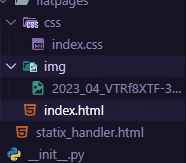 flatpages
css
index.css
img
2023_04_VTRf8XTF-3...
index.html
statix_handler.html
__init__.py